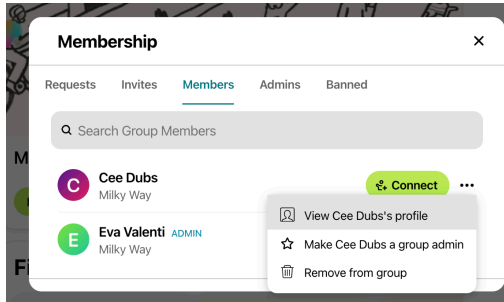 Membership
Requests Invites Members Admins Banned
Search Group Members
C
Cee Dubs
Milky Way
Connect
View Cee Dubs's profile
Make Cee Dubs a group admin
Remove from group
E
Eva Valenti ADMIN
Milky Way
M
Fi